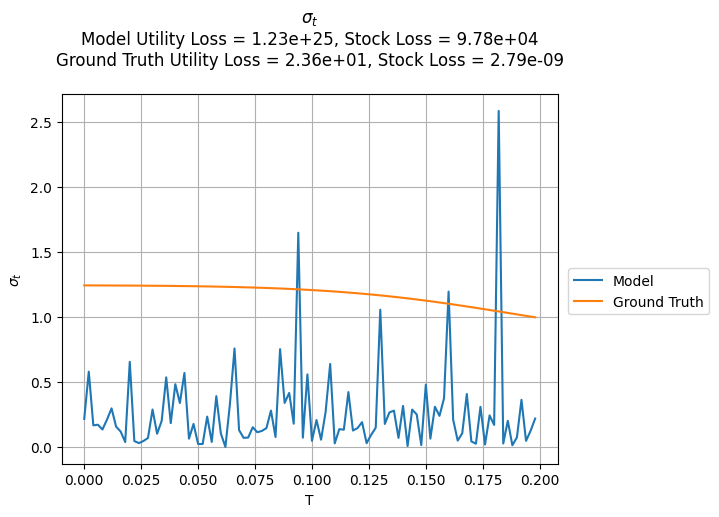 σt
Model Utility Loss = 1.23e+25, Stock Loss = 9.78e+04
Ground Truth Utility Loss = 2.36e+01, Stock Loss = 2.79e-09
2.5
2.0
1.5
1.0
0.5
0.0
σt
0.000 0.025 0.050 0.075 0.100 0.125 0.150 0.175 0.200
T
Model
Ground Truth